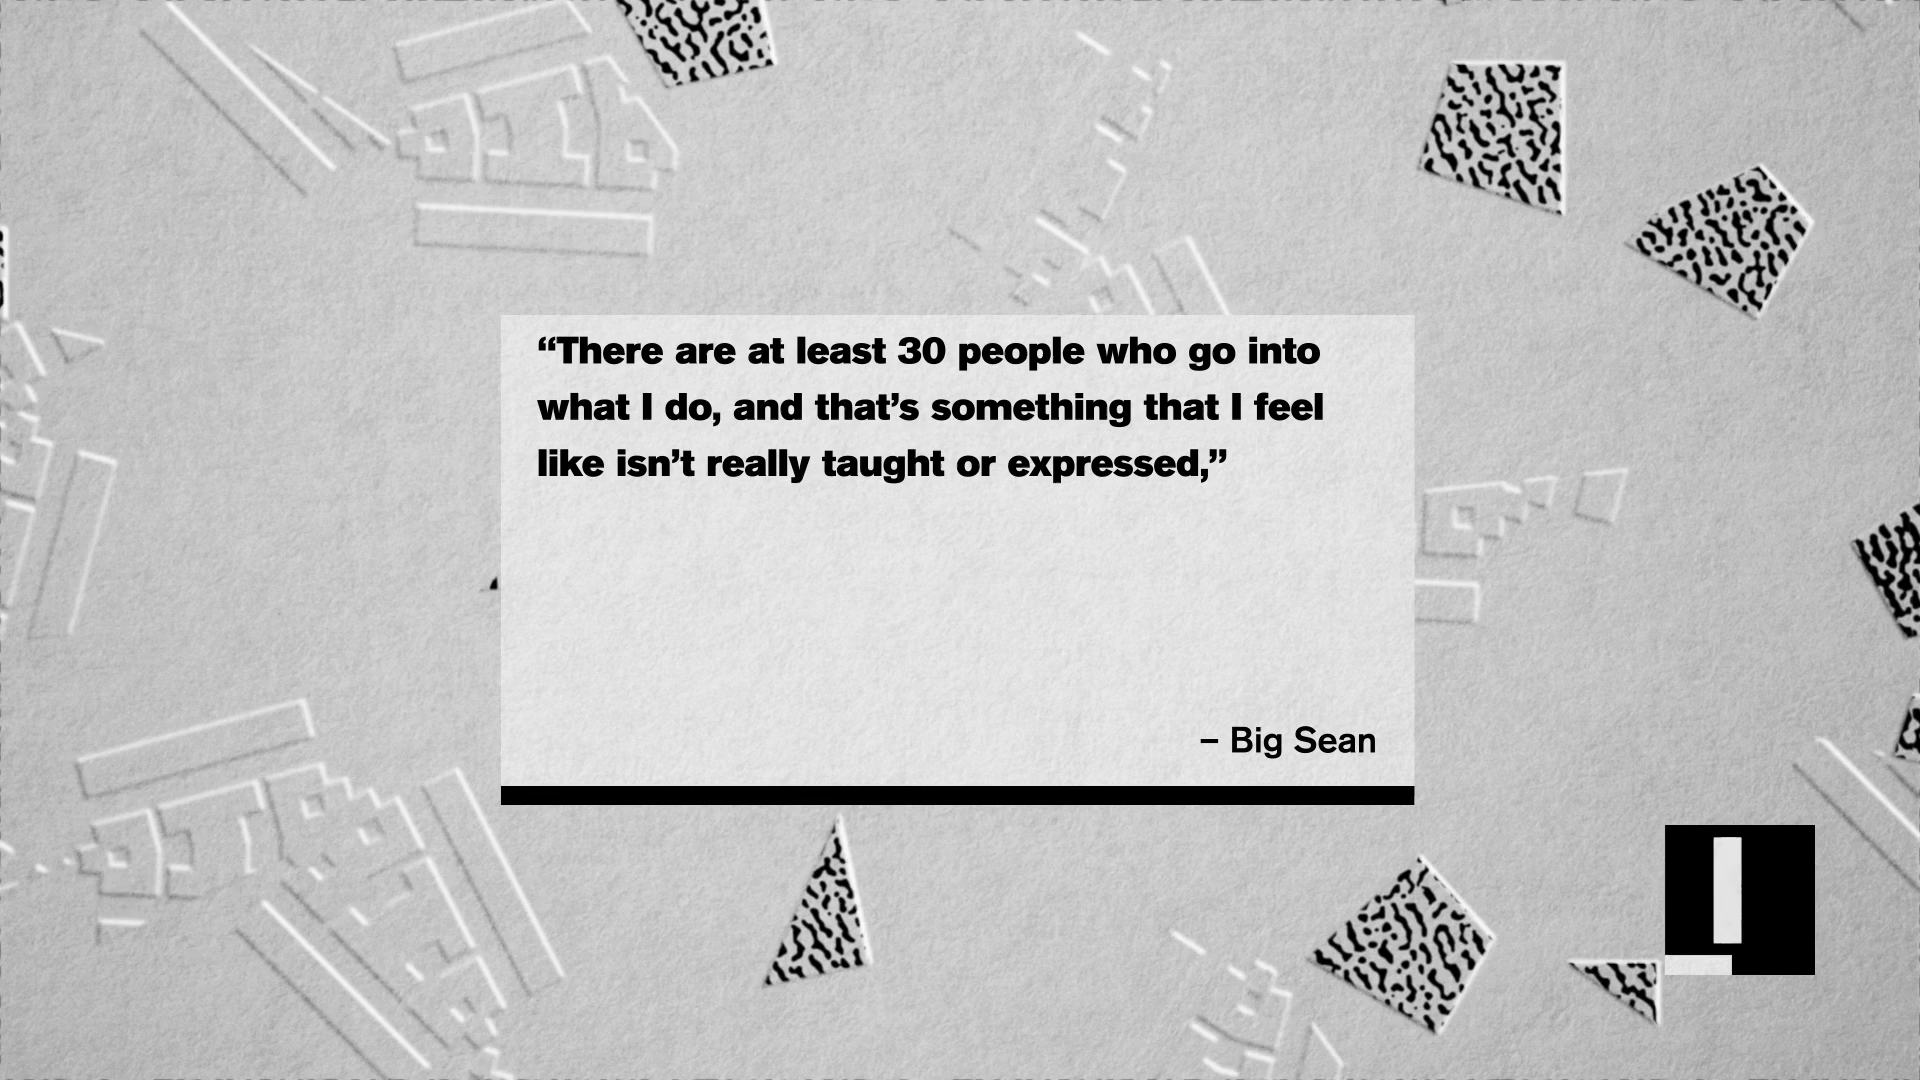 “There are at least 30 people who go into
what I do, and that’s something that I feel
like isn’t really taught or expressed,”
– Big Sean